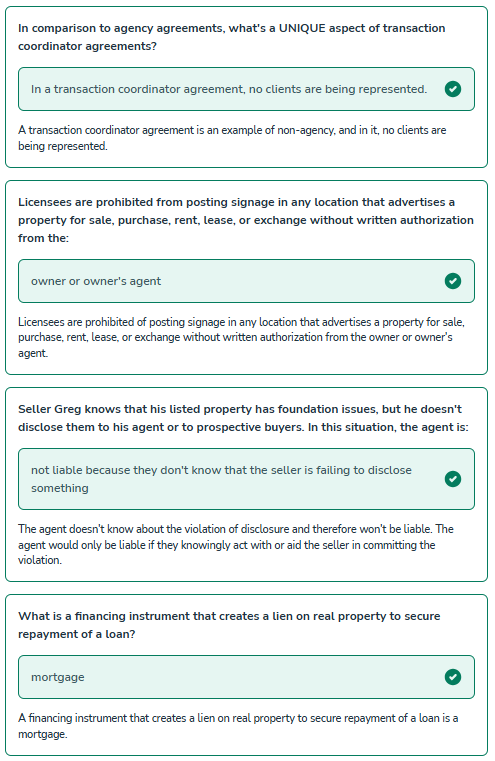 In comparison to agency agreements, what's a UNIQUE aspect of transaction
coordinator agreements?
In a transaction coordinator agreement, no clients are being represented.
A transaction coordinator agreement is an example of non-agency, and in it, no clients are
being represented.
Licensees are prohibited from posting signage in any location that advertises a
property for sale, purchase, rent, lease, or exchange without written authorization
from the:
owner or owner's agent
Licensees are prohibited of posting signage in any location that advertises a property for sale,
purchase, rent, lease, or exchange without written authorization from the owner or owner's
agent.
Seller Greg knows that his listed property has foundation issues, but he doesn't
disclose them to his agent or to prospective buyers. In this situation, the agent is:
not liable because they don't know that the seller is failing to disclose
something
The agent doesn't know about the violation of disclosure and therefore won't be liable. The
agent would only be liable if they knowingly act with or aid the seller in committing the
violation.
What is a financing instrument that creates a lien on real property to secure
repayment of a loan?
mortgage
A financing instrument that creates a lien on real property to secure repayment of a loan is a
mortgage.